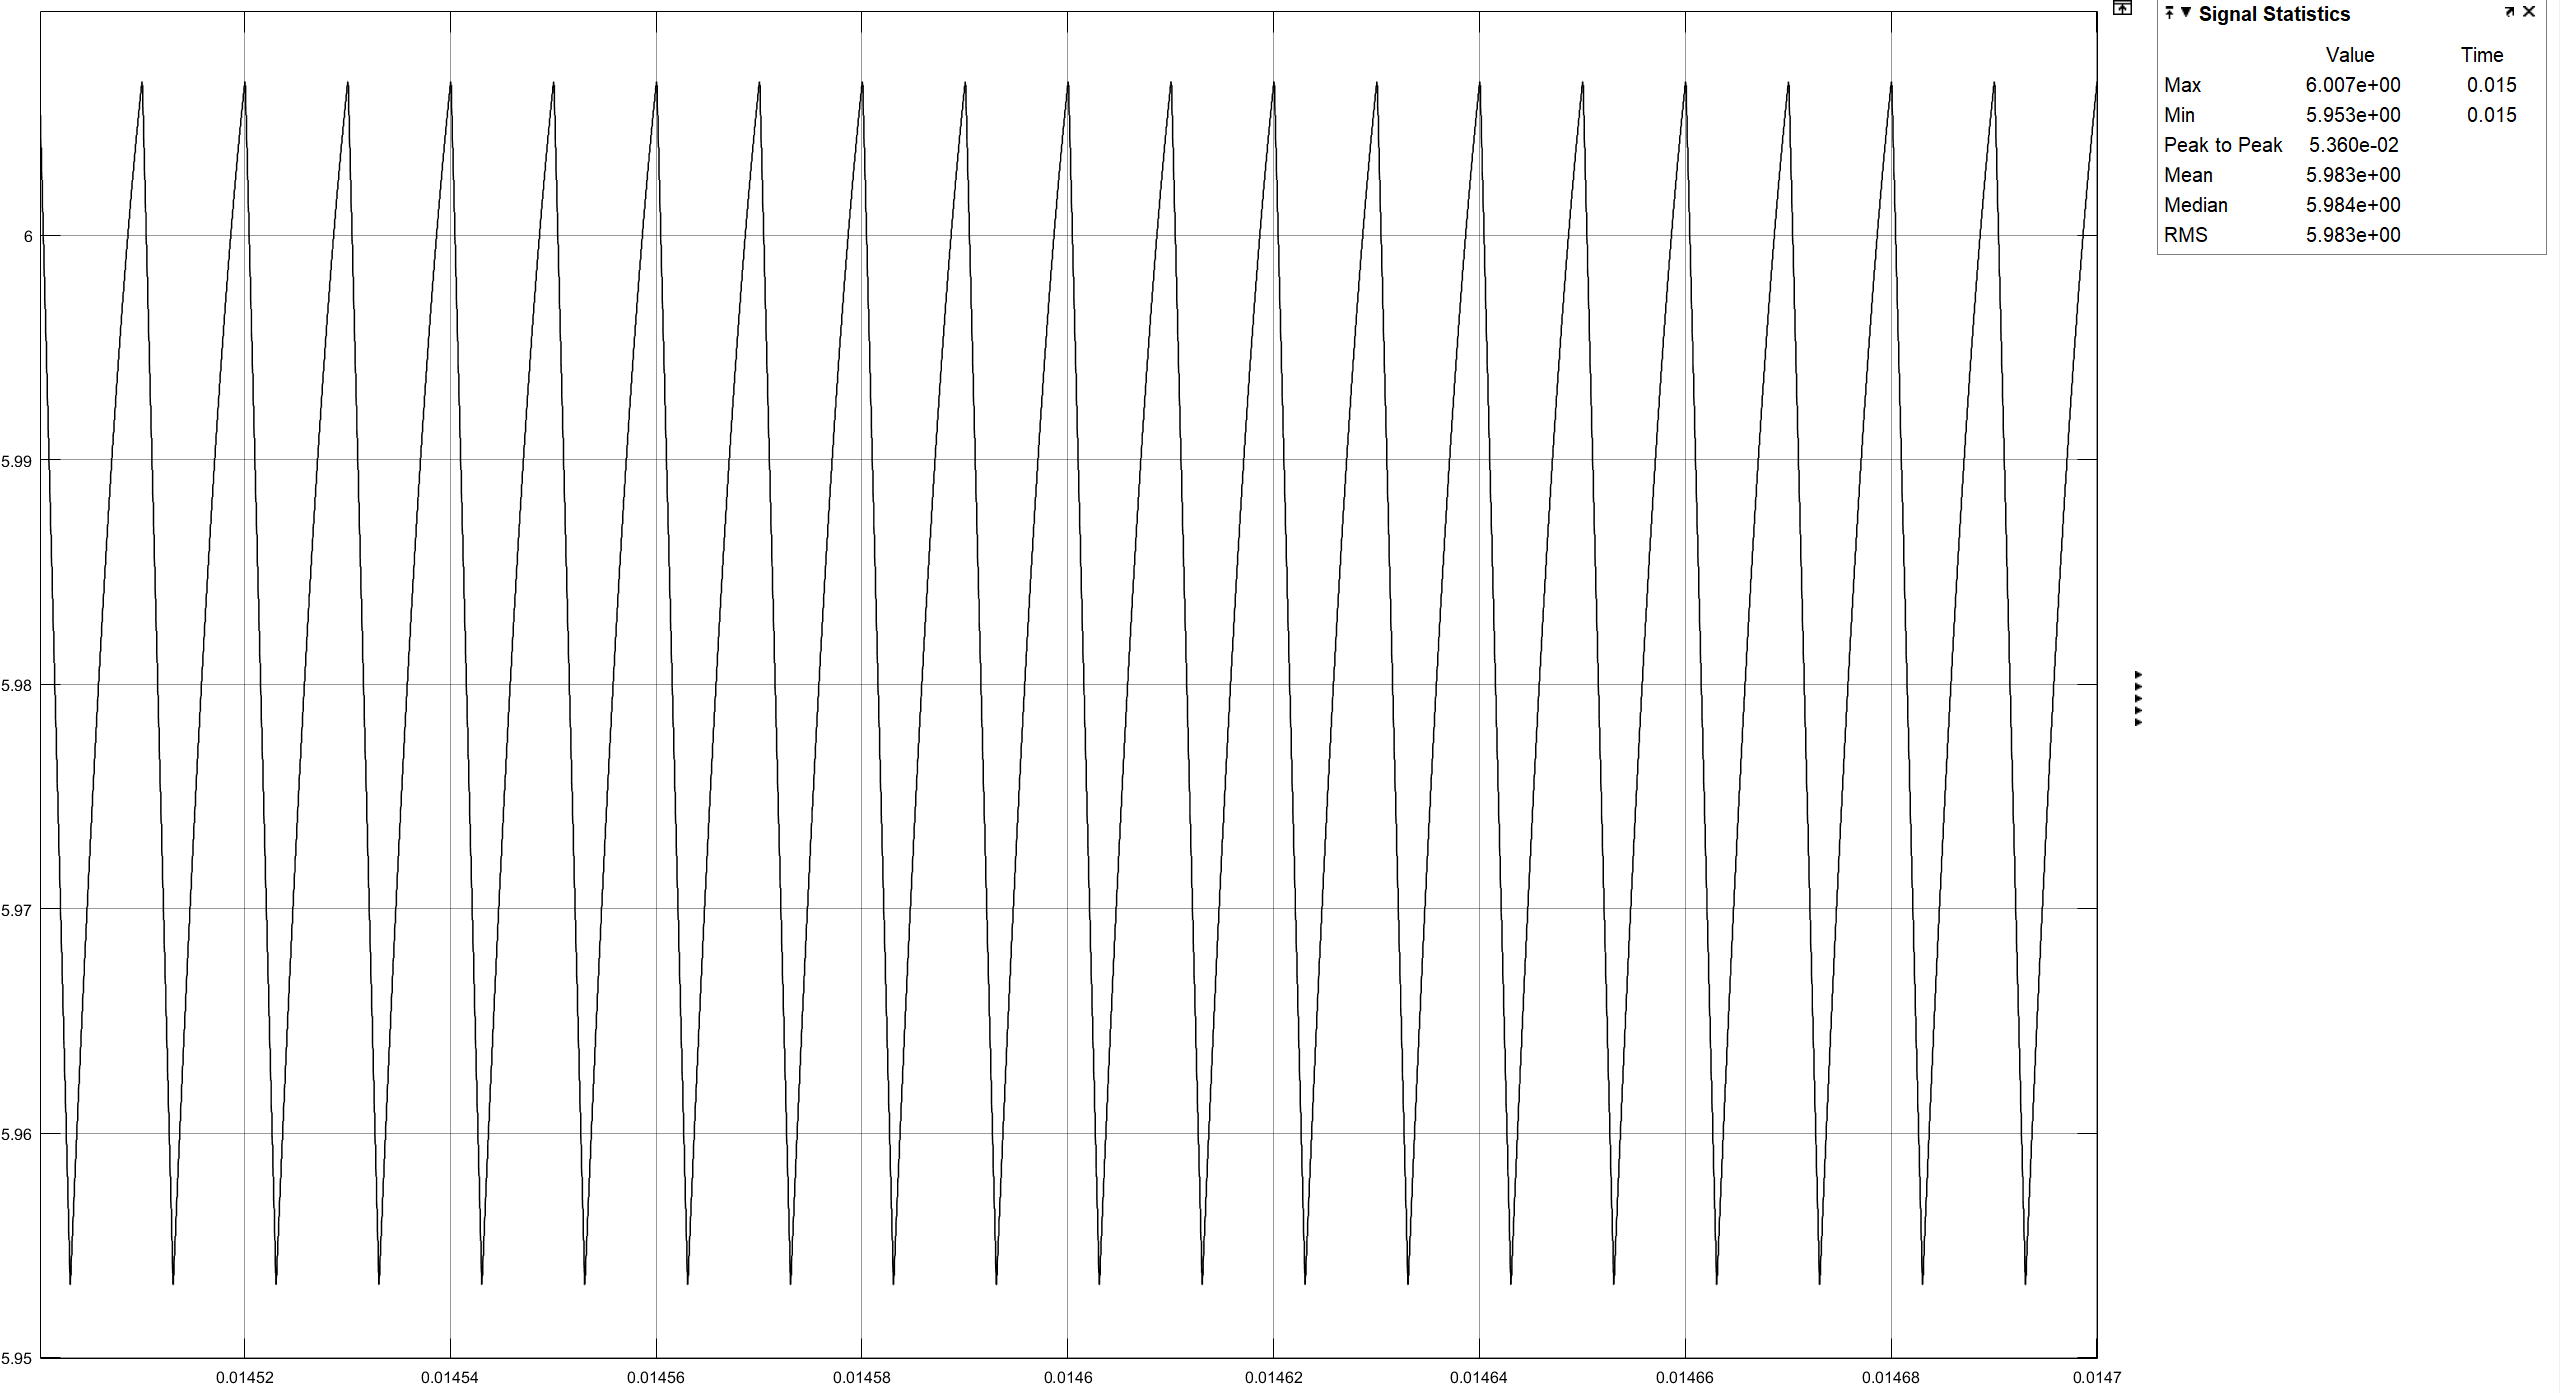 6
5.99
5.98
5.97
5.96
5.95
0.01452 0.01454 0.01456 0.01458 0.0146 0.01462 0.01464 0.01466 0.01468 0.0147
Signal Statistics
Value Time
Max 6.007e+00 0.015
Min 5.953e+00 0.015
Peak to Peak 5.360e-02
Mean 5.983e+00
Median 5.984e+00
RMS 5.983e+00